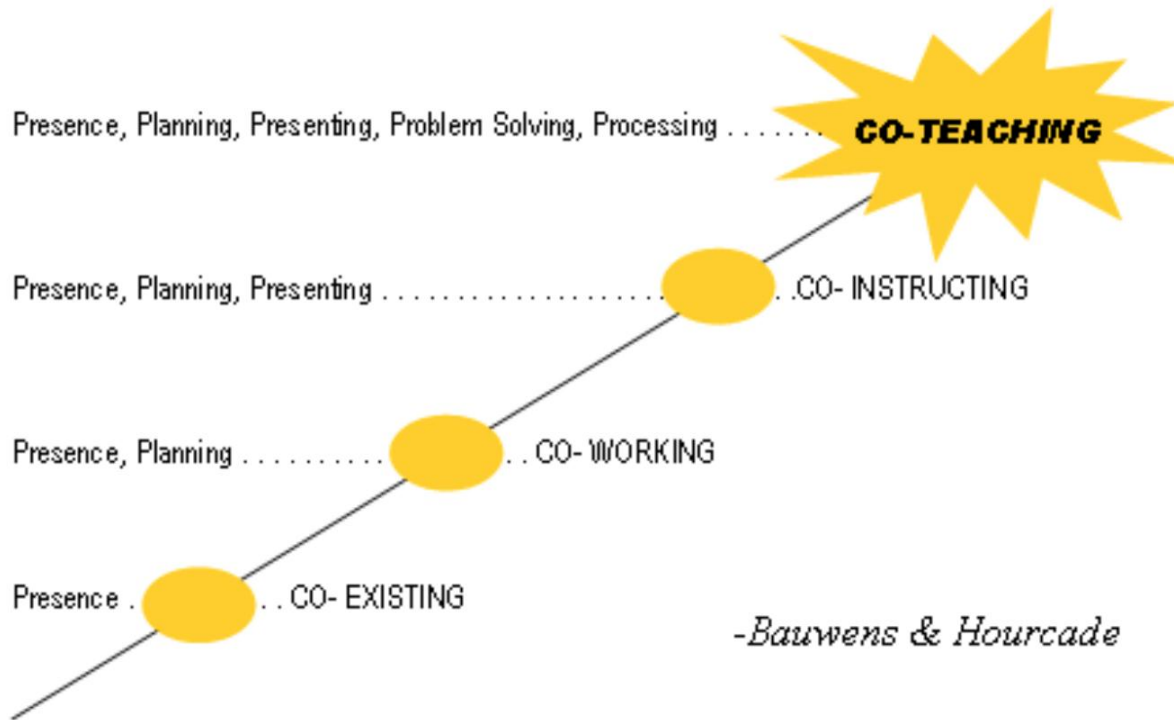 Presence, Planning, Presenting, Problem Solving, Processing . . . . . . . . CO-TEACHING
Presence, Planning, Presenting . . . . . . . . . . . . . . . . . . . . . . . . . CO- INSTRUCTING
Presence, Planning . . . . . . . . . . . . . CO- WORKING
Presence . . . CO- EXISTING
-Bauwens & Hourcade